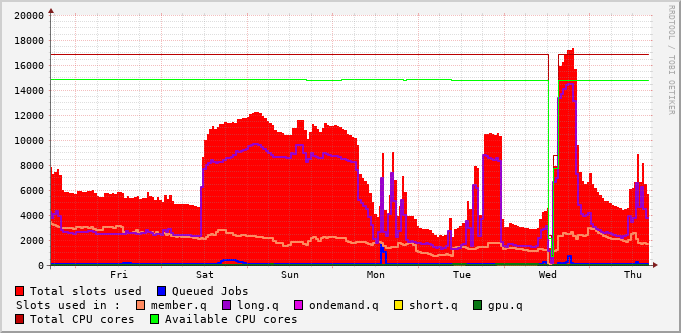 RRDTOOL / TOBI OETIKER
20000
18000
16000
14000
12000
10000
8000
6000
4000
2000
0
Fri Sat Sun Mon Tue Wed Thu
Total slots used Queued Jobs
Slots used in : member.q long.q ondemand.q short.q gpu.q
Total CPU cores Available CPU cores